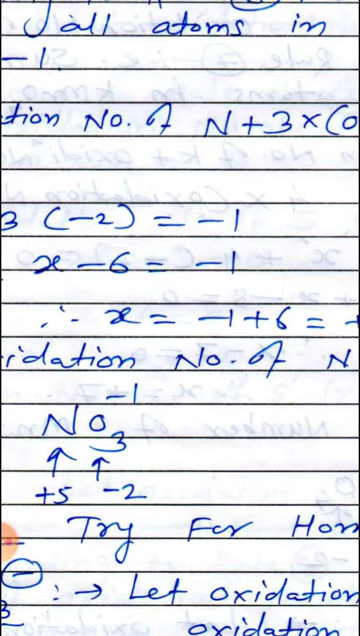 all atoms in
-1.
tion No. of N + 3 × (O
3 (-2) = -1
x - 6 = -1
∴ x = -1 + 6 = +
idation No. of N
NO₃⁻¹
↑ ↑
+5 -2
Try For Hom
:→ Let oxidation
3
oxidation